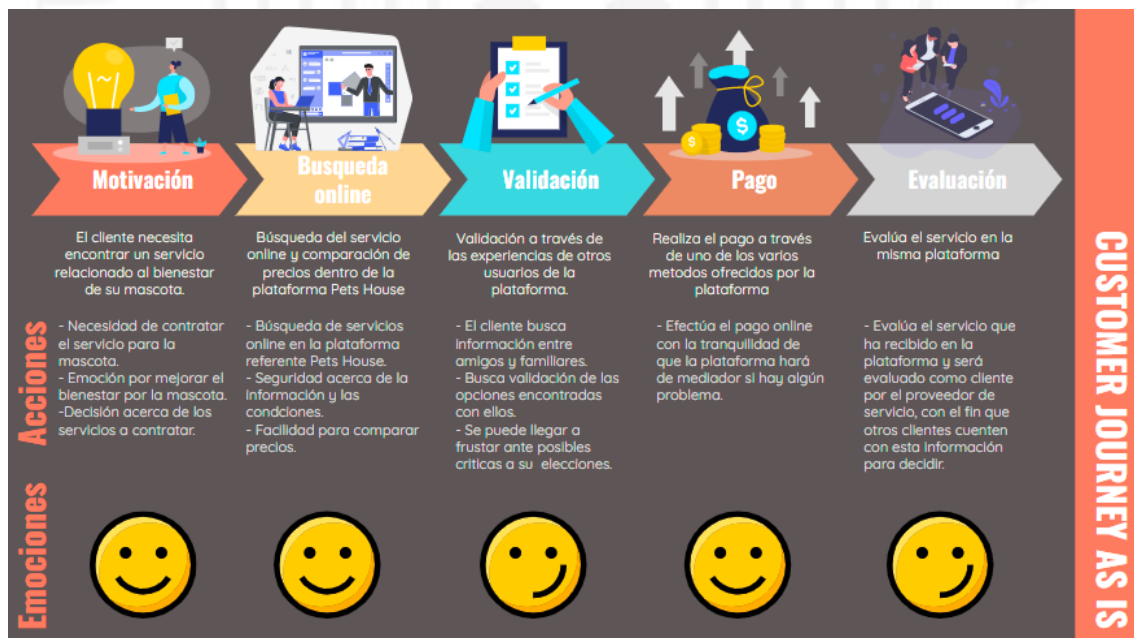 Motivación
Busqueda
online
Validación
Pago
Evaluación
El cliente necesita
encontrar un servicio
relacionado al bienestar
de su mascota.
Búsqueda del servicio
online y comparación de
precios dentro de la
plataforma Pets House
Validación a través de
las experiencias de otros
usuarios de la
plataforma.
Realiza el pago a través
de uno de los varios
metodos ofrecidos por la
plataforma
Evalúa el servicio en la
misma plataforma
Acciones
- Necesidad de contratar
el servicio para la
mascota.
- Emoción por mejorar el
bienestar por la mascota.
-Decisión acerca de los
servicios a contratar.
- Búsqueda de servicios
online en la plataforma
referente Pets House.
- Seguridad acerca de la
información y las
condciones.
- Facilidad para comparar
precios.
- El cliente busca
información entre
amigos y familiares.
- Busca validación de las
opciones encontradas
con ellos.
- Se puede llegar a
frustar ante posibles
criticas a su elecciones.
- Efectúa el pago online
con la tranquilidad de
que la plataforma hará
de mediador si hay algún
problema.
- Evalúa el servicio que
ha recibido en la
plataforma y será
evaluado como cliente
por el proveedor de
servicio, con el fin que
otros clientes cuenten
con esta información
para decidir.
Emociones
CUSTOMER JOURNEY AS IS